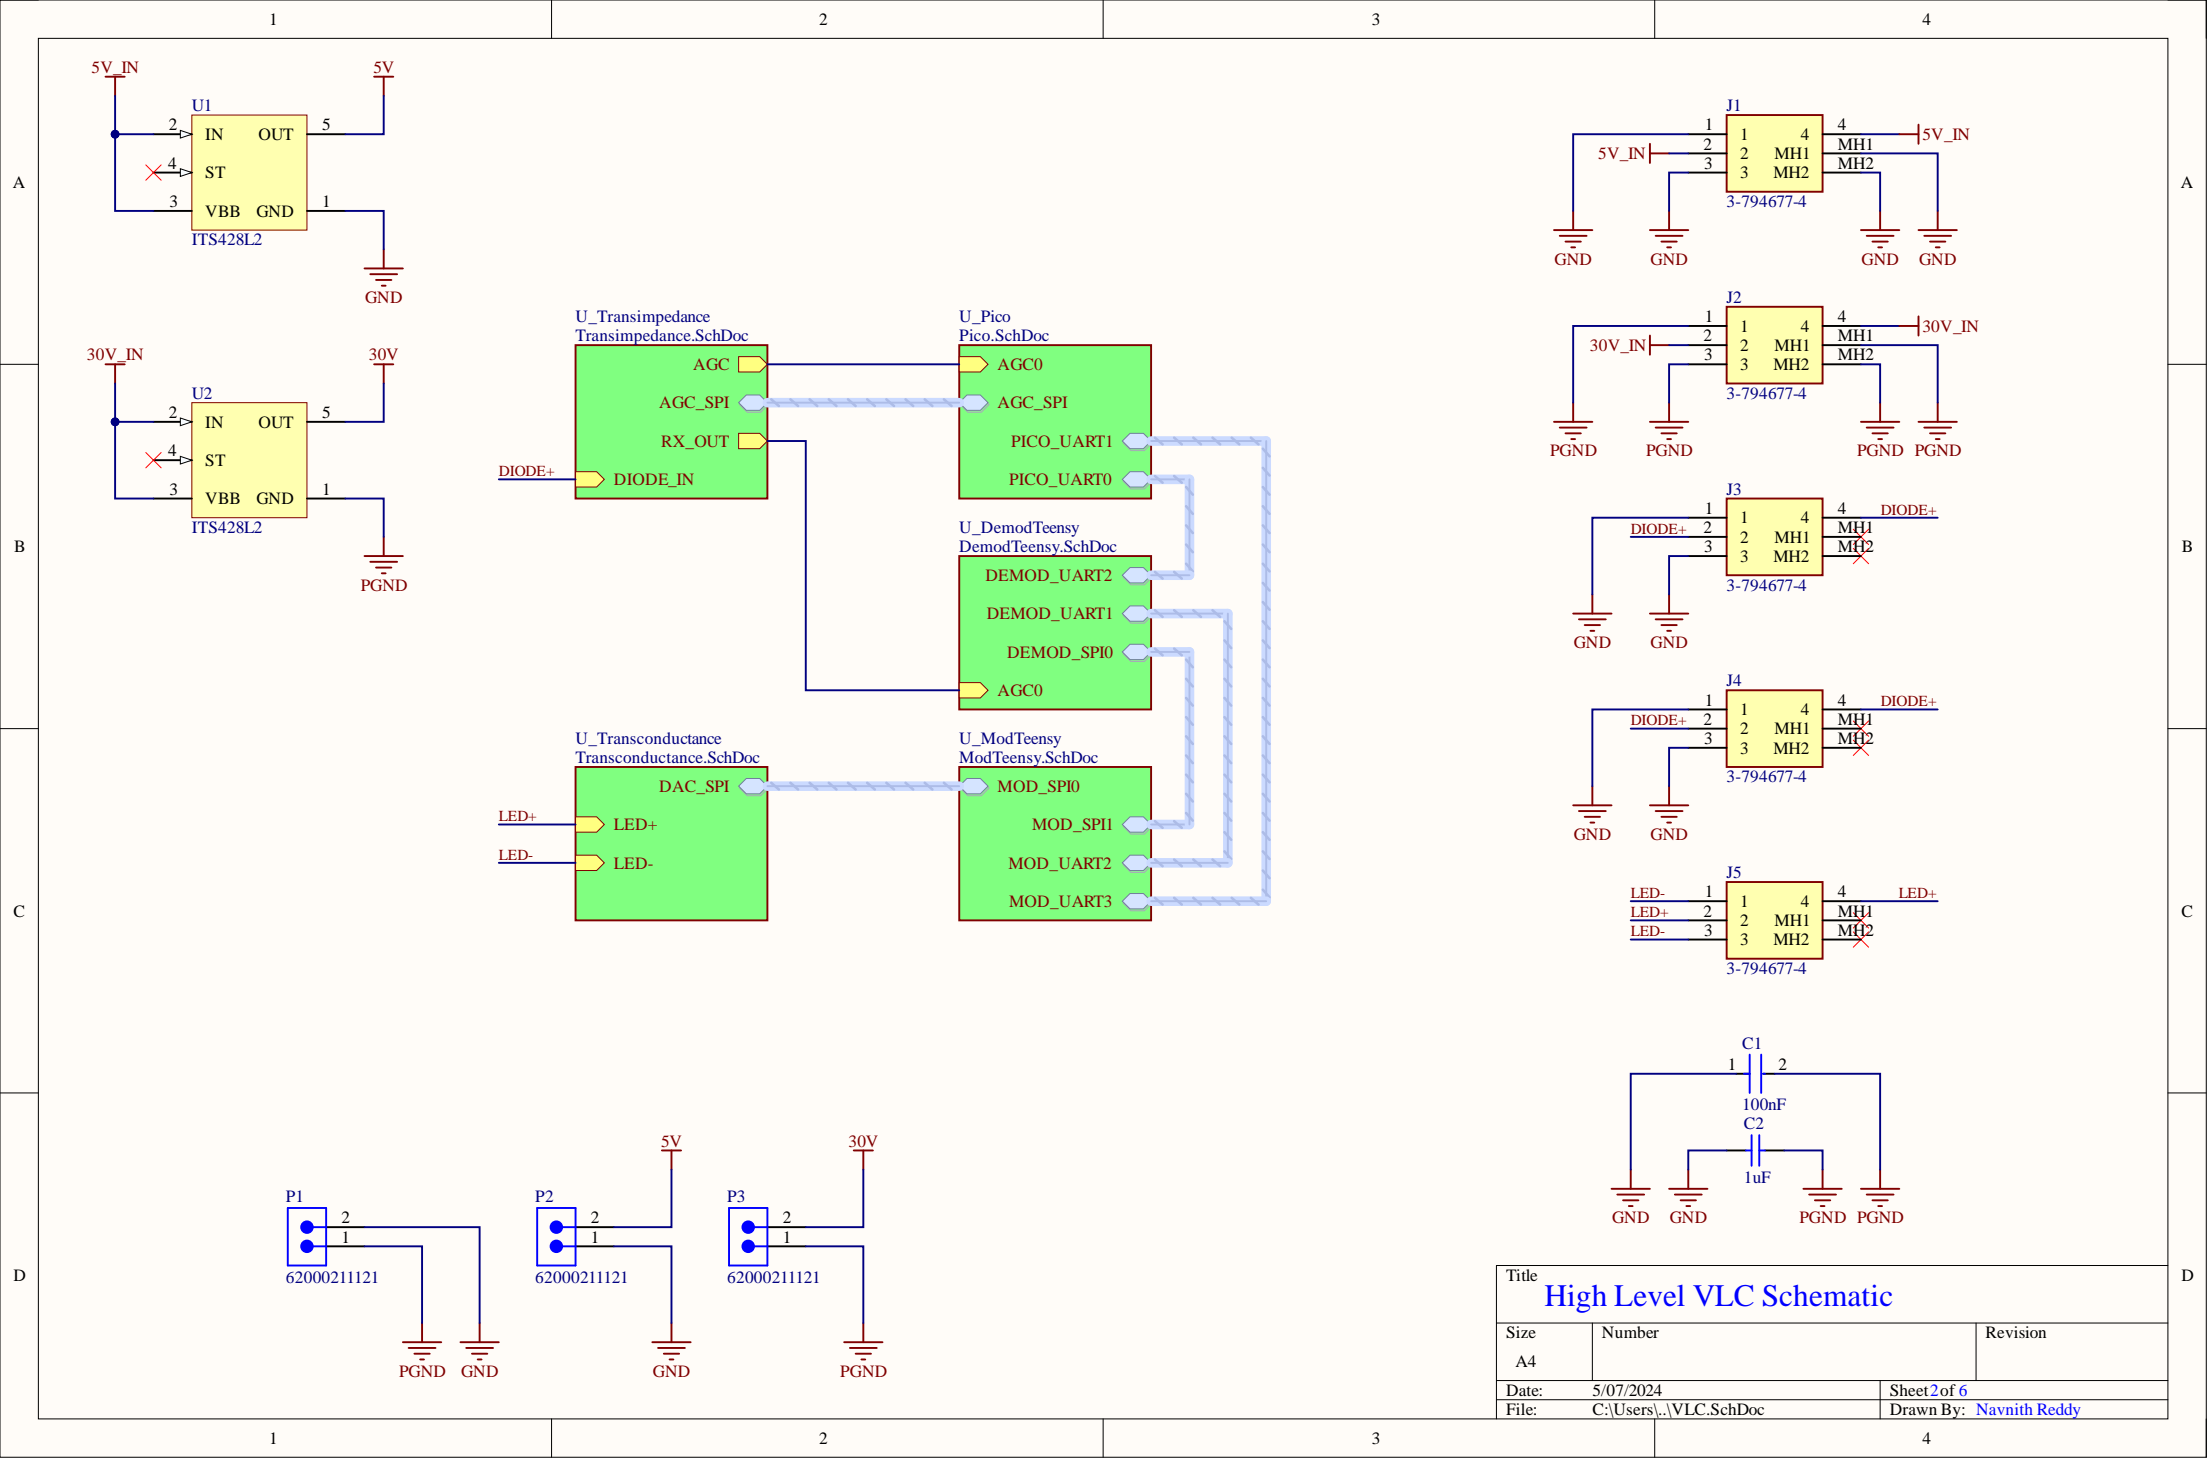 1 2 3 4
A
B
C
D
A
B
C
D
5V_IN
5V
U1
2 IN OUT 5
4 ST
3 VBB GND 1
ITS428L2
GND
30V_IN
30V
U2
2 IN OUT 5
4 ST
3 VBB GND 1
ITS428L2
PGND
U_Transimpedance
Transimpedance.SchDoc
AGC
AGC_SPI
RX_OUT
DIODE+
DIODE_IN
U_Pico
Pico.SchDoc
AGC0
AGC_SPI
PICO_UART1
PICO_UART0
U_DemodTeensy
DemodTeensy.SchDoc
DEMOD_UART2
DEMOD_UART1
DEMOD_SPI0
AGC0
U_Transconductance
Transconductance.SchDoc
DAC_SPI
LED+
LED+
LED-
LED-
U_ModTeensy
ModTeensy.SchDoc
MOD_SPI0
MOD_SPI1
MOD_UART2
MOD_UART3
J1
1 1 4 4 5V_IN
5V_IN 2 2 MH1 MH1
3 3 MH2 MH2
3-794677-4
GND GND GND GND
J2
1 1 4 4 30V_IN
30V_IN 2 2 MH1 MH1
3 3 MH2 MH2
3-794677-4
PGND PGND PGND PGND
J3
1 1 4 4 DIODE+
DIODE+ 2 2 MH1 MH1
3 3 MH2 MH2
3-794677-4
GND GND
J4
1 1 4 4 DIODE+
DIODE+ 2 2 MH1 MH1
3 3 MH2 MH2
3-794677-4
GND GND
J5
LED- 1 1 4 4 LED+
LED+ 2 2 MH1 MH1
LED- 3 3 MH2 MH2
3-794677-4
C1
1 2
100nF
C2
1uF
GND GND PGND PGND
P1
2
1
62000211121
PGND GND
5V
P2
2
1
62000211121
GND
30V
P3
2
1
62000211121
PGND
Title
High Level VLC Schematic
Size Number Revision
A4
Date: 5/07/2024 Sheet 2 of 6
File: C:\Users\..\VLC.SchDoc Drawn By: Navnith Reddy
1 2 3 4